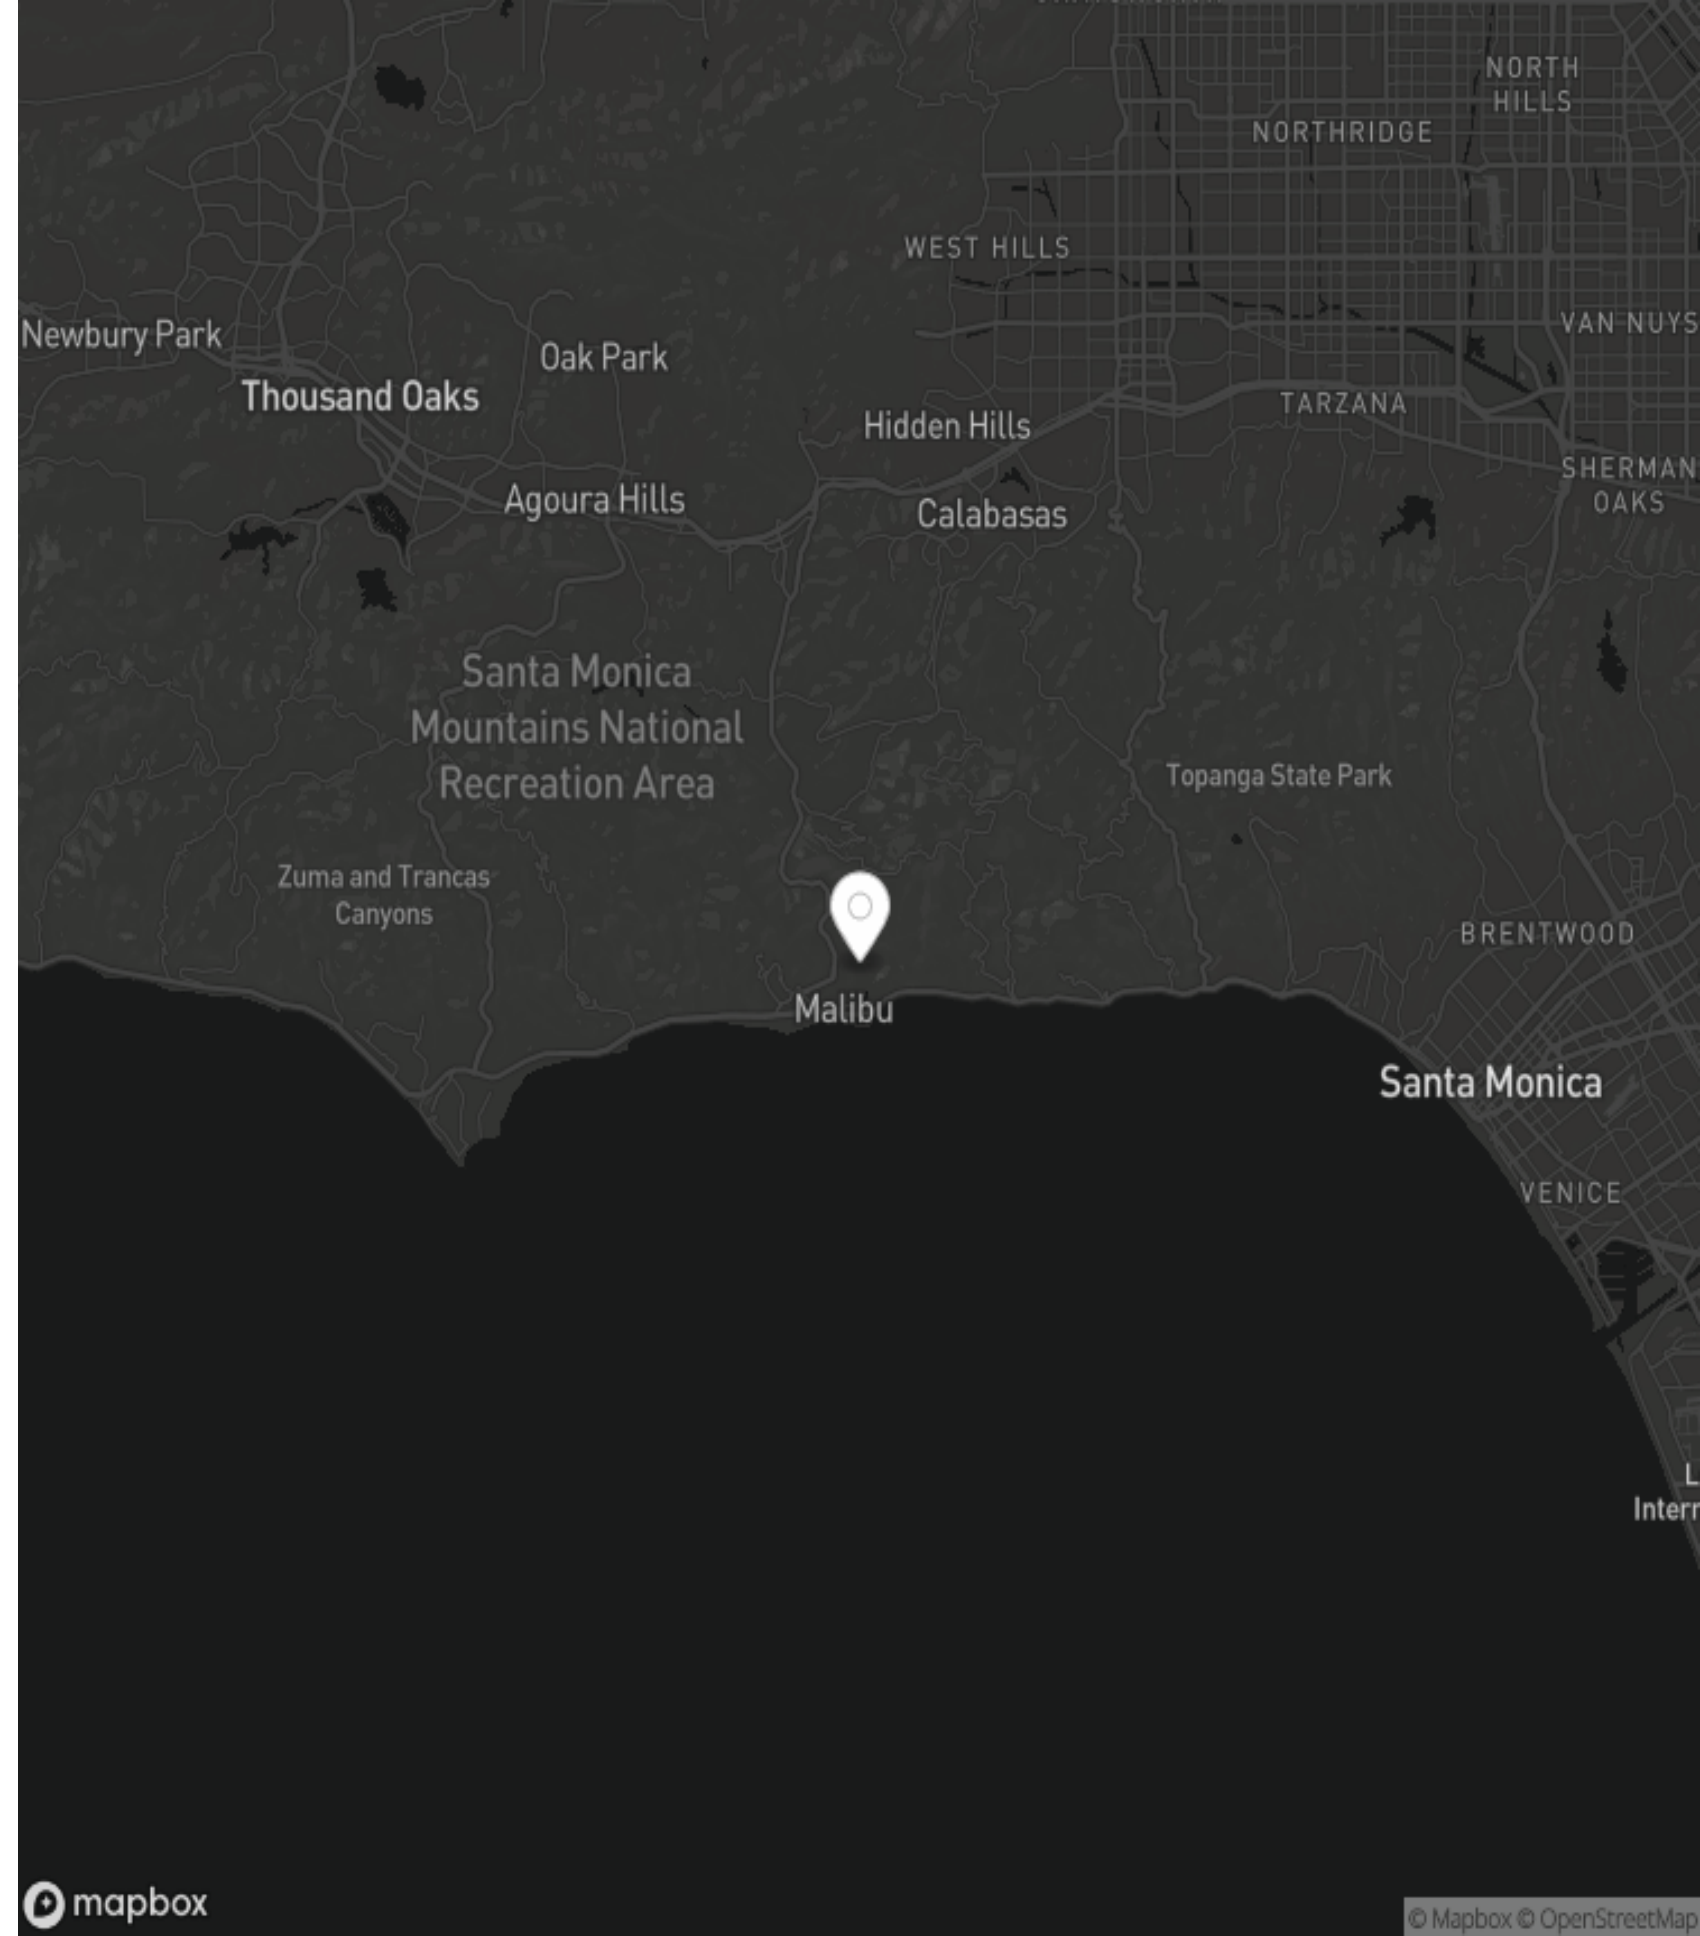 NORTH
HILLS
NORTHRIDGE
WEST HILLS
VAN NUYS
Newbury Park
Oak Park
Thousand Oaks
TARZANA
Hidden Hills
SHERMAN
OAKS
Agoura Hills
Calabasas
Santa Monica
Mountains National
Recreation Area
Topanga State Park
Zuma and Trancas
Canyons
BRENTWOOD
Malibu
Santa Monica
VENICE
L
Intern
mapbox
© Mapbox © OpenStreetMap